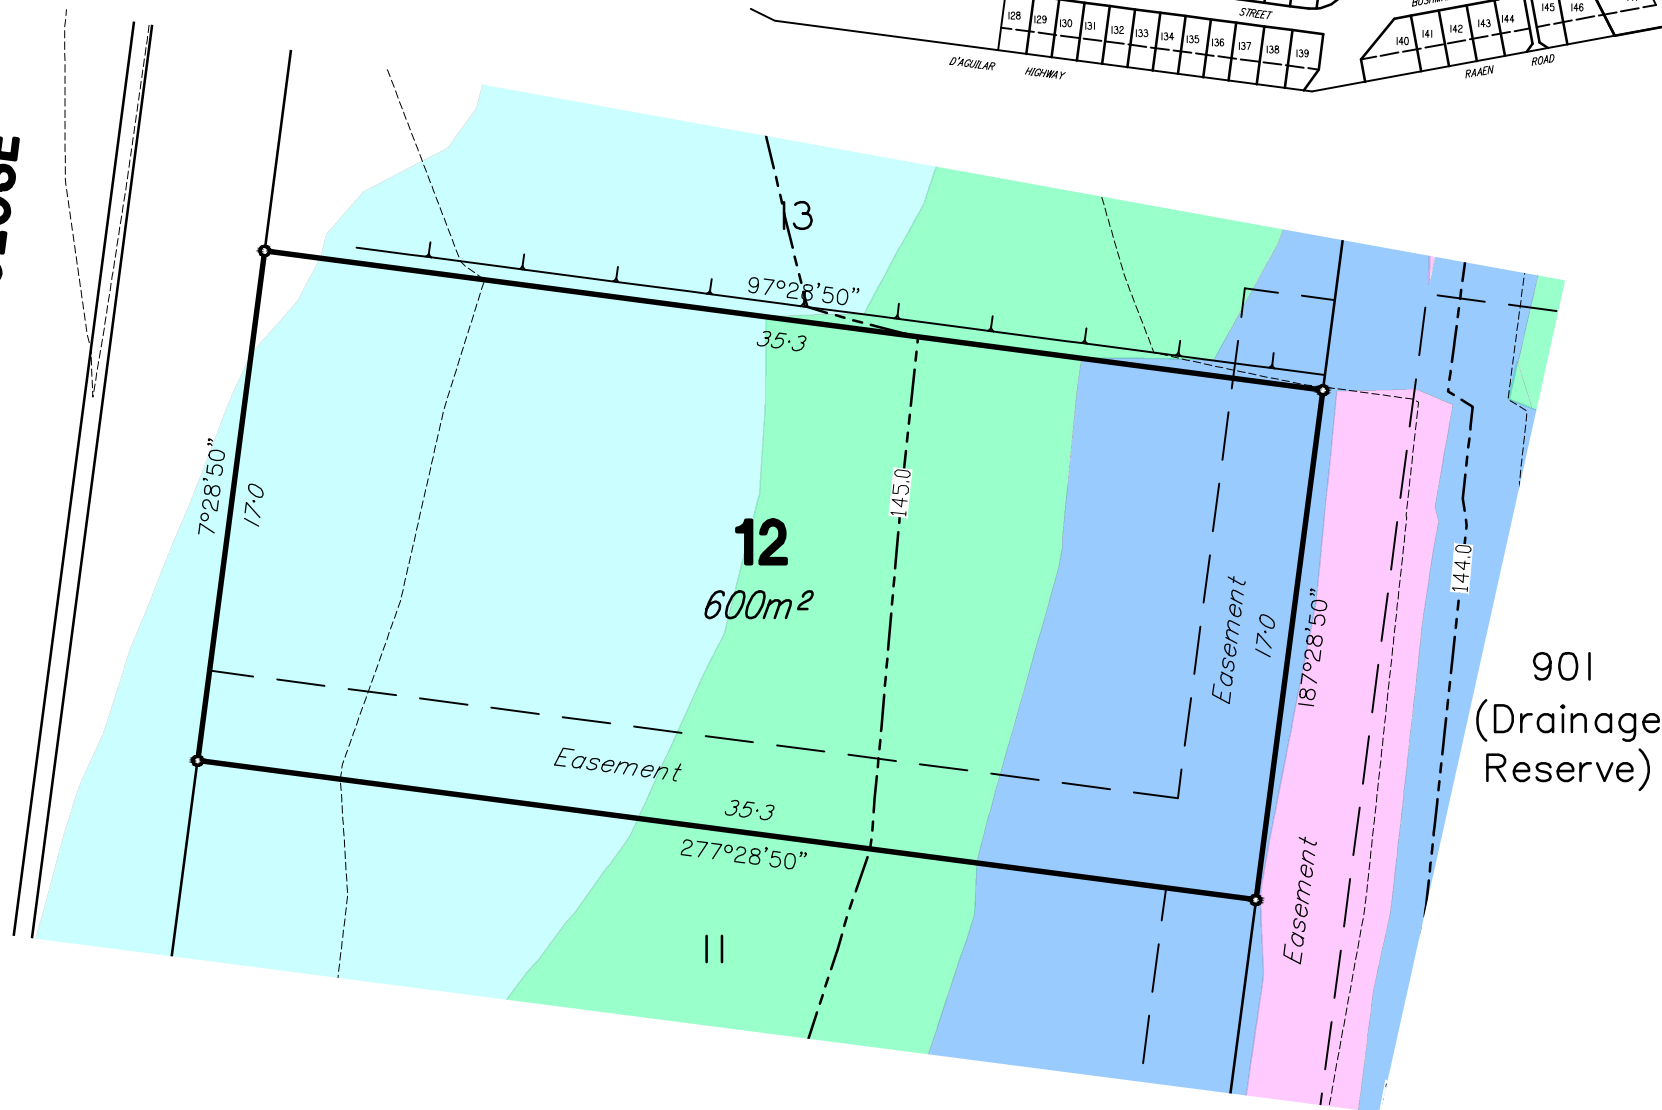 STREET
128 129 130 131 132 133 134 135 136 137 138 139
140 141 142 143 144 145 146
D'AGUILAR HIGHWAY
RAAEN ROAD
13
97°28'50"
35·3
7°28'50"
17·0
12
600m²
145.0
144.0
Easement
17·0
187°28'50"
901
(Drainage
Reserve)
Easement
35·3
277°28'50"
Easement
11